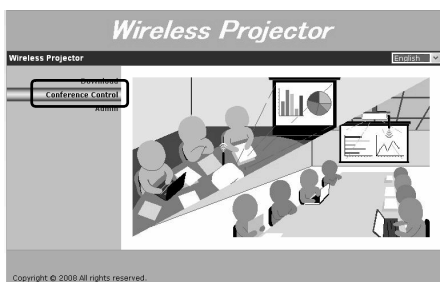 Wireless Projector
Wireless Projector
English
Download
Conference Control
Admin
Copyright © 2008 All rights reserved.